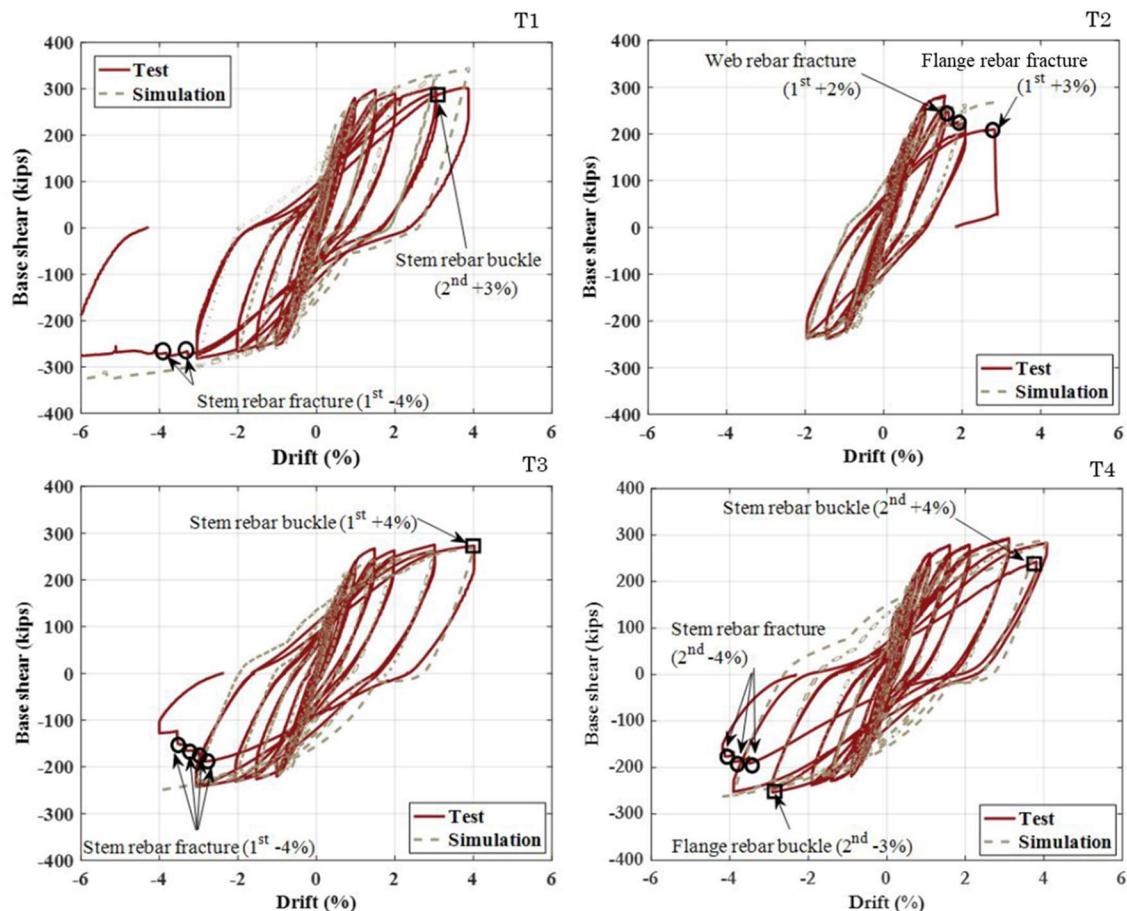 T1
400
300
200
100
0
-100
-200
-300
-400
Base shear (kips)
Test
Simulation
Stem rebar buckle
(2nd +3%)
Stem rebar fracture (1st -4%)
-6 -4 -2 0 2 4 6
Drift (%)
T2
400
300
200
100
0
-100
-200
-300
-400
Base shear (kips)
Web rebar fracture
(1st +2%)
Flange rebar fracture
(1st +3%)
Test
Simulation
-6 -4 -2 0 2 4 6
Drift (%)
T3
400
300
200
100
0
-100
-200
-300
-400
Base shear (kips)
Stem rebar buckle (1st +4%)
Stem rebar fracture (1st -4%)
Test
Simulation
-6 -4 -2 0 2 4 6
Drift (%)
T4
400
300
200
100
0
-100
-200
-300
-400
Base shear (kips)
Stem rebar buckle (2nd +4%)
Stem rebar fracture
(2nd -4%)
Flange rebar buckle (2nd -3%)
Test
Simulation
-6 -4 -2 0 2 4 6
Drift (%)